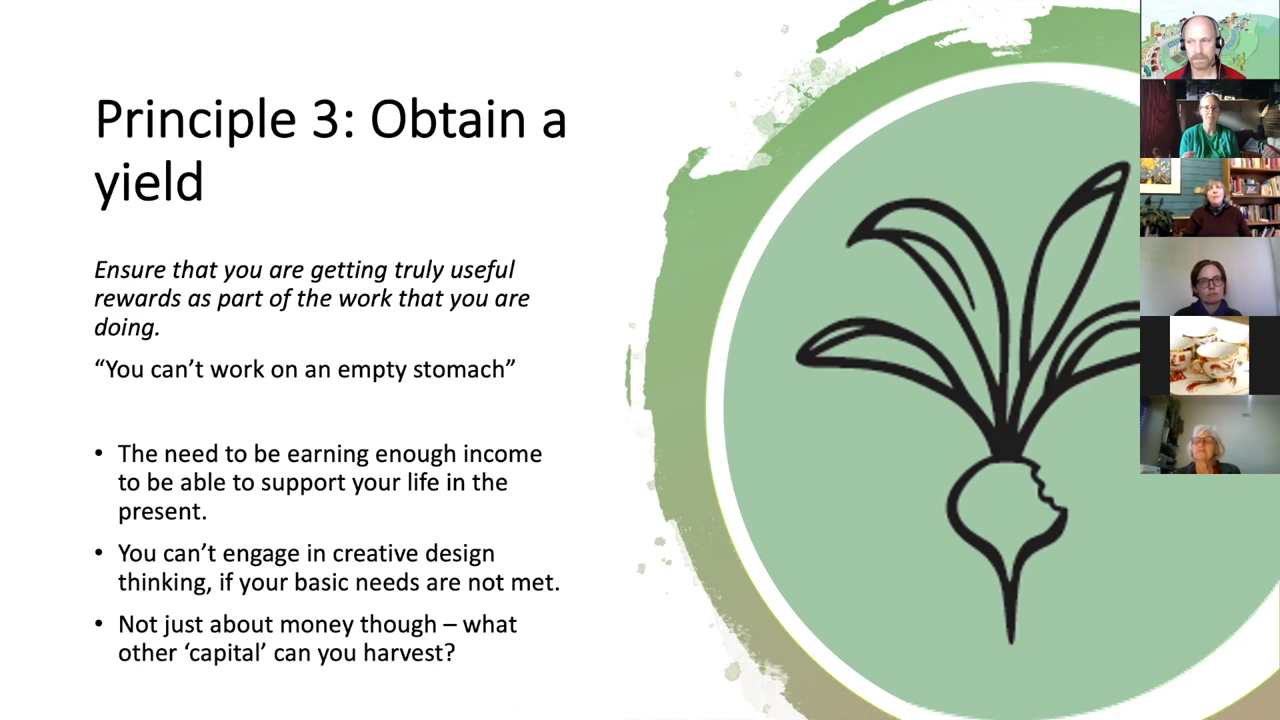 Principle 3: Obtain a
yield
Ensure that you are getting truly useful
rewards as part of the work that you are
doing.
“You can’t work on an empty stomach”
• The need to be earning enough income
to be able to support your life in the
present.
• You can’t engage in creative design
thinking, if your basic needs are not met.
• Not just about money though – what
other ‘capital’ can you harvest?